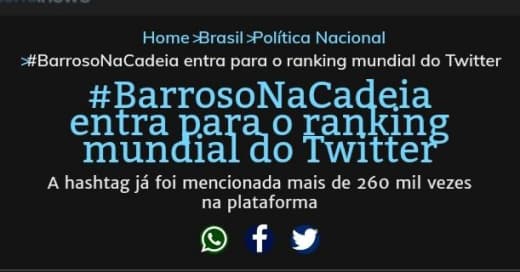 Home >Brasil >Política Nacional
>#BarrosoNaCadeia entra para o ranking mundial do Twitter
#BarrosoNaCadeia
entra para o ranking
mundial do Twitter
A hashtag já foi mencionada mais de 260 mil vezes
na plataforma